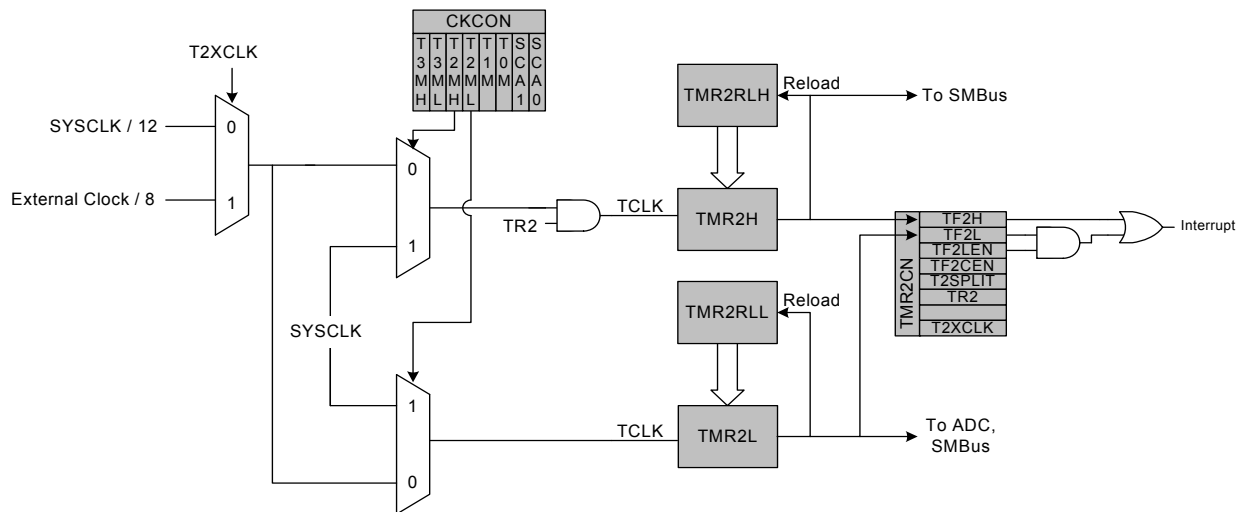 CKCON
T3MH
T3ML
T2MH
T2ML
T1M
T0M
SCA1
SCA0
T2XCLK
SYSCLK / 12
0
External Clock / 8
1
0
1
TR2
TCLK
TMR2RLH
Reload
To SMBus
TMR2H
TMR2CN
TF2H
TF2L
TF2LEN
TF2CEN
T2SPLIT
TR2
T2XCLK
Interrupt
SYSCLK
1
0
TCLK
TMR2RLL
Reload
TMR2L
To ADC,
SMBus